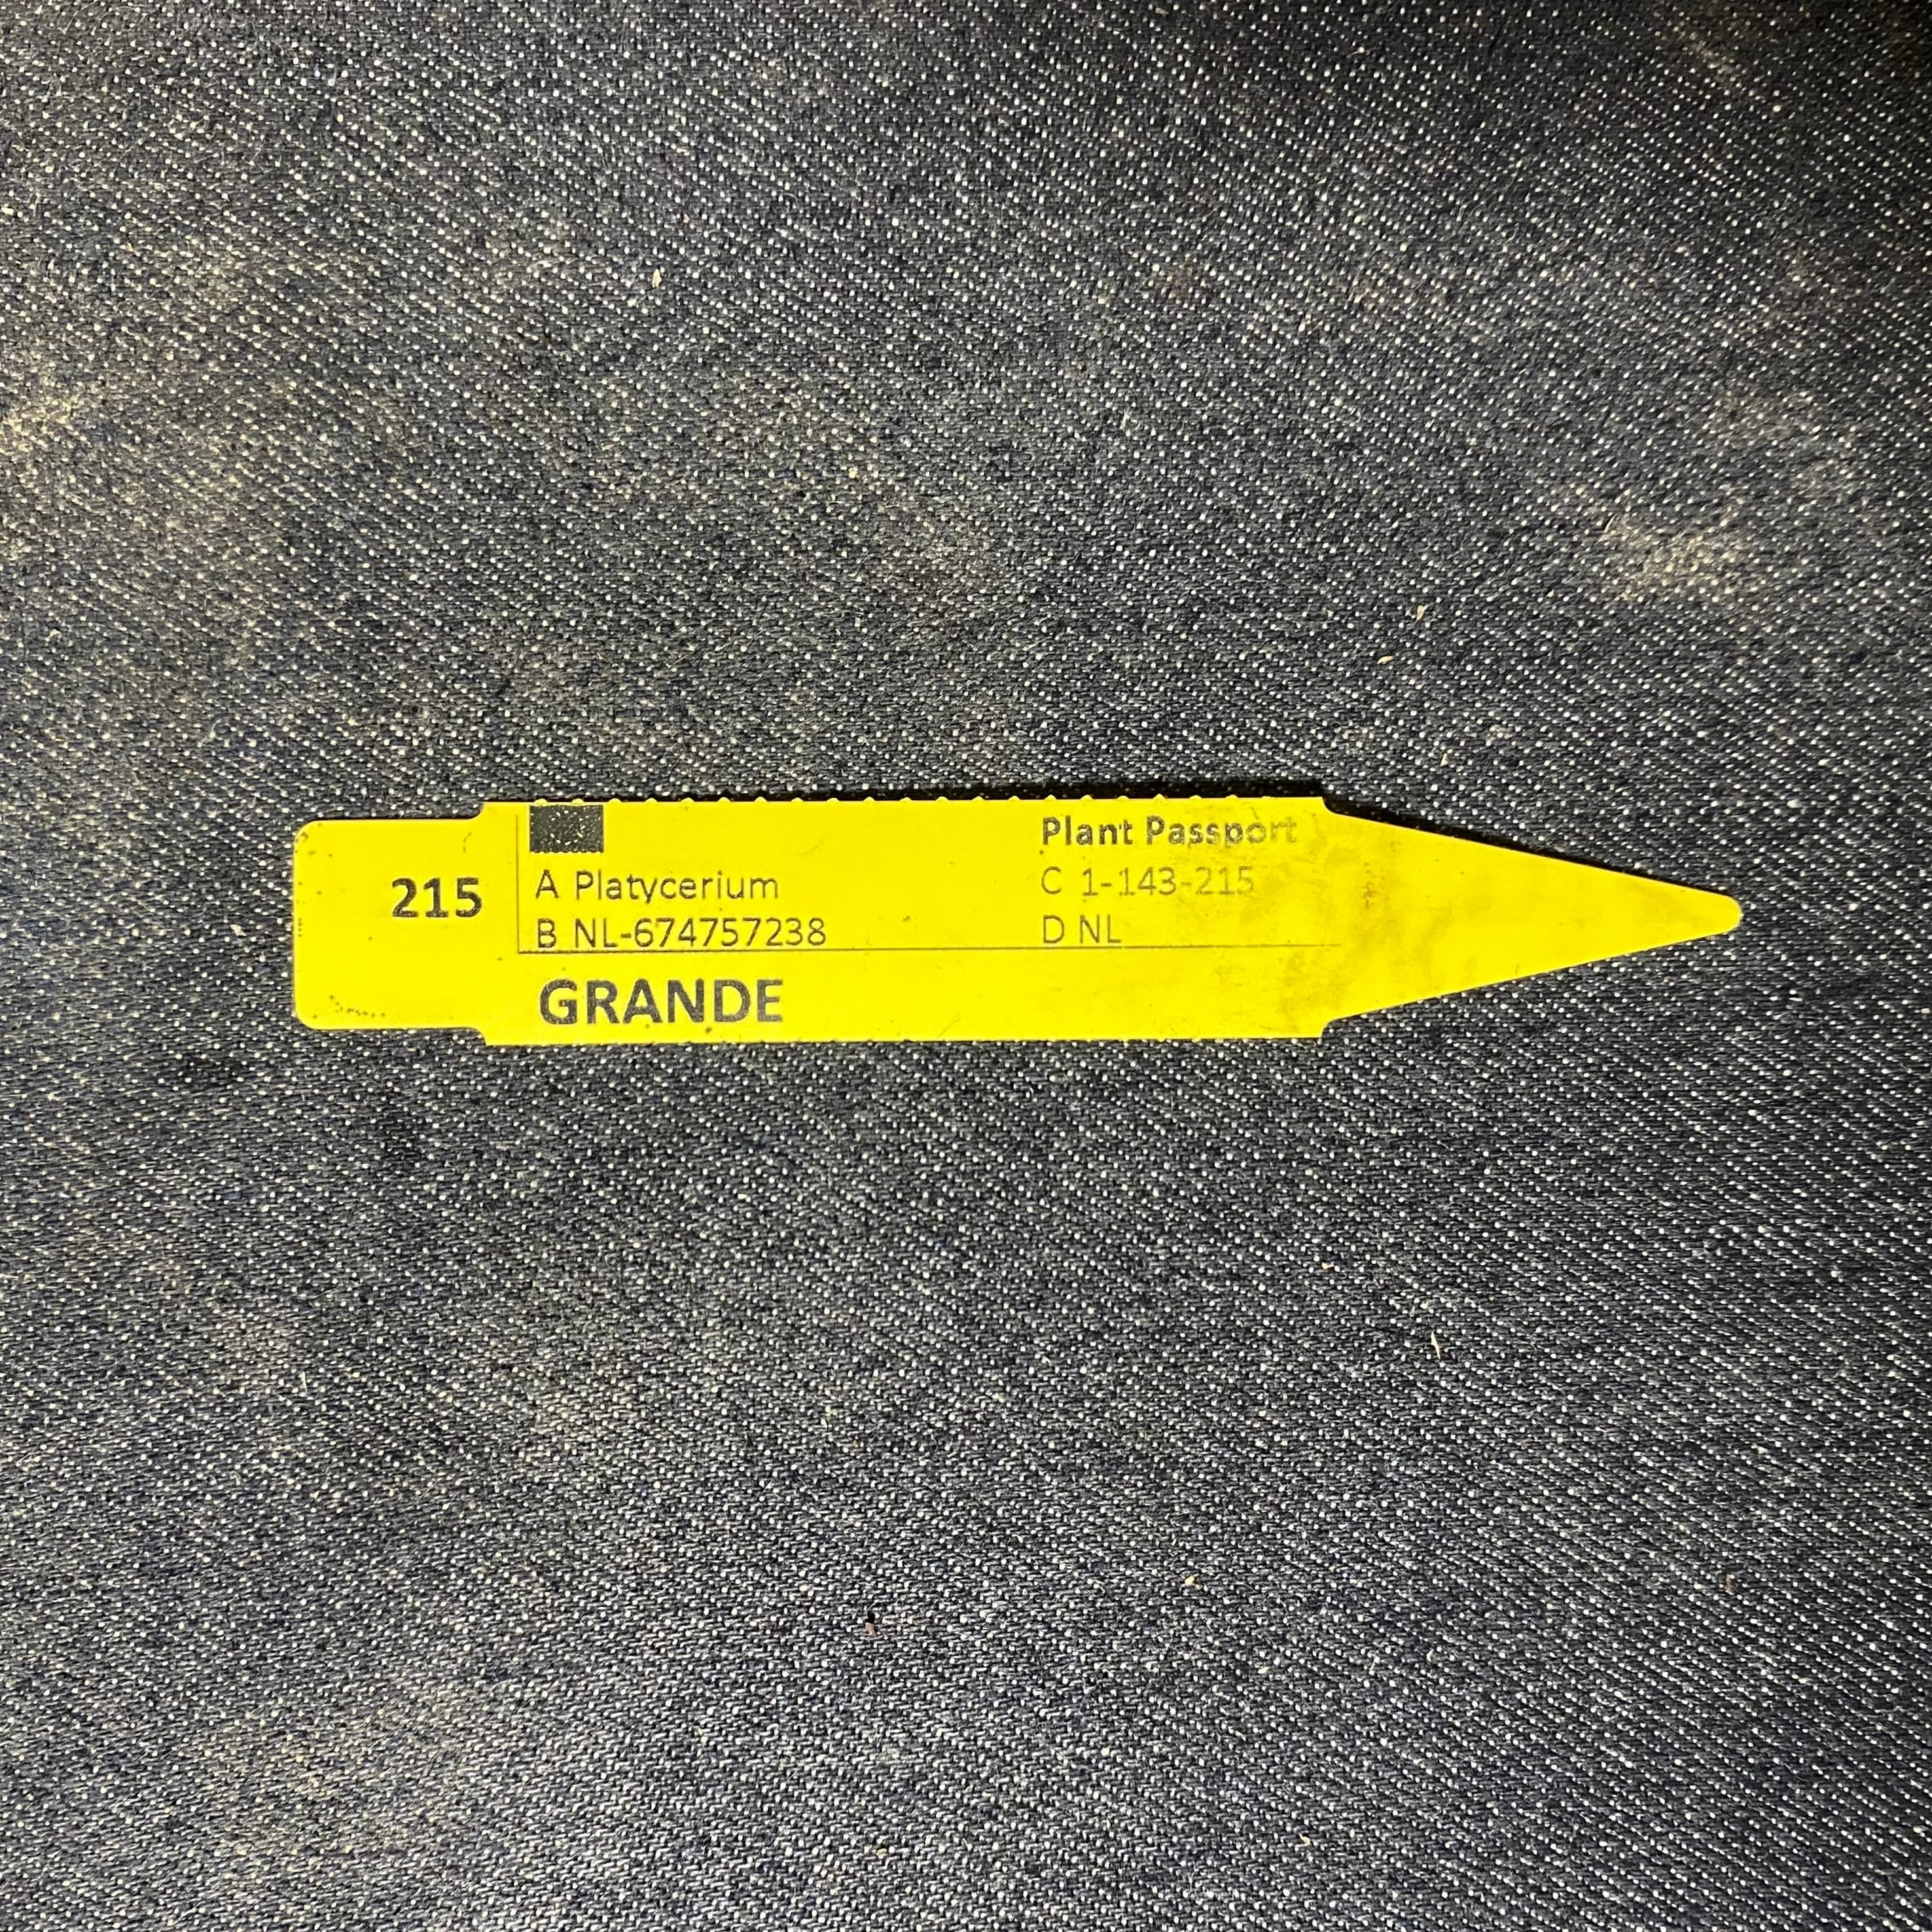 215
Plant Passport
A Platycerium C 1-143-215
B NL-674757238 D NL
GRANDE